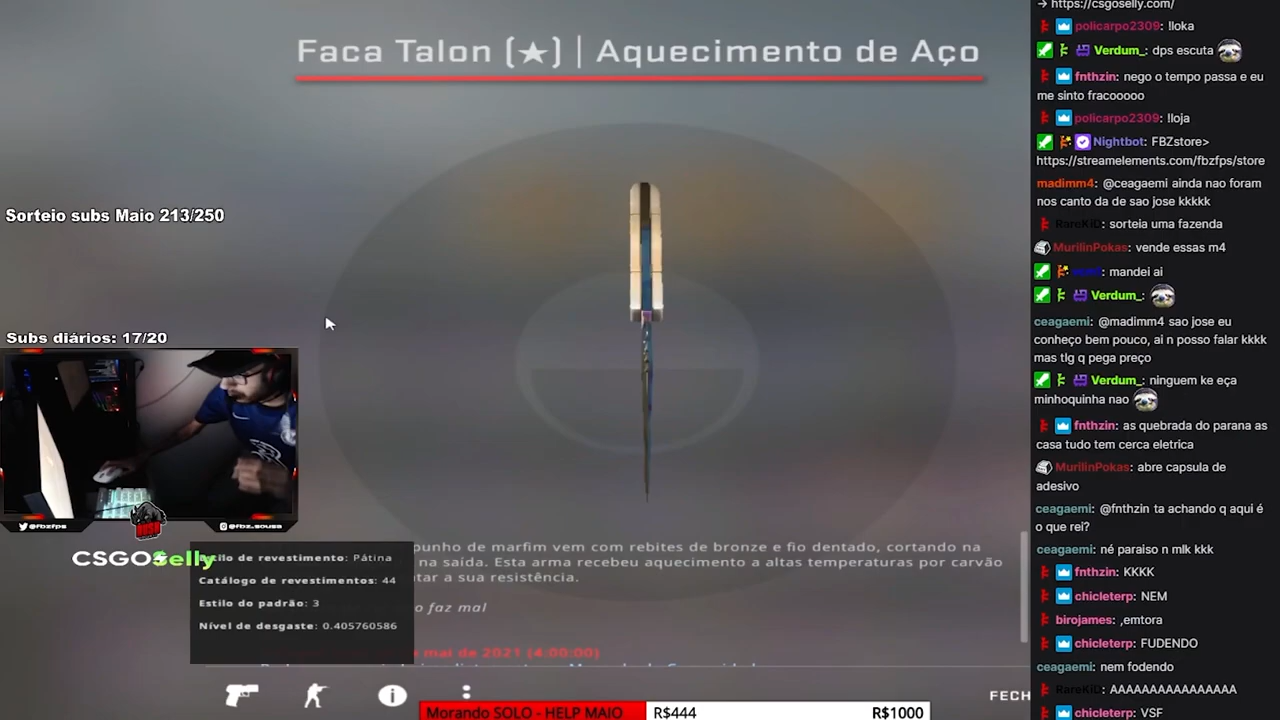 Faca Talon (★) | Aquecimento de Aço
Sorteio subs Maio 213/250
Subs diários: 17/20
@fbzfps
@fbz_sousa
CSGOSelly
punho de marfim vem com rebites de bronze e fio dentado, cortando na
na saída. Esta arma recebeu aquecimento a altas temperaturas por carvão
tar a sua resistência.
o faz mal
mai de 2021 (4:00:00)
Estilo de revestimento: Pátina
Catálogo de revestimentos: 44
Estilo do padrão: 3
Nível de desgaste: 0.405760586
FECH
Morando SOLO - HELP MAIO R$444 R$1000
→ https://csgoselly.com/
policarpo2309: !loka
Verdum_: dps escuta
fnthzin: nego o tempo passa e eu
me sinto fracooooo
policarpo2309: !loja
Nightbot: FBZstore>
https://streamelements.com/fbzfps/store
madimm4: @ceagaemi ainda nao foram
nos canto da de sao jose kkkkk
RareKiD: sorteia uma fazenda
MurilinPokas: vende essas m4
: mandei ai
Verdum_:
ceagaemi: @madimm4 sao jose eu
conheço bem pouco, ai n posso falar kkkk
mas tlg q pega preço
Verdum_: ninguem ke eça
minhoquinha nao
fnthzin: as quebrada do parana as
casa tudo tem cerca eletrica
MurilinPokas: abre capsula de
adesivo
ceagaemi: @fnthzin ta achando q aqui é
o que rei?
ceagaemi: né paraiso n mlk kkk
fnthzin: KKKK
chicleterp: NEM
birojames: ,emtora
chicleterp: FUDENDO
ceagaemi: nem fodendo
RareKiD: AAAAAAAAAAAAAAAA
chicleterp: VSF